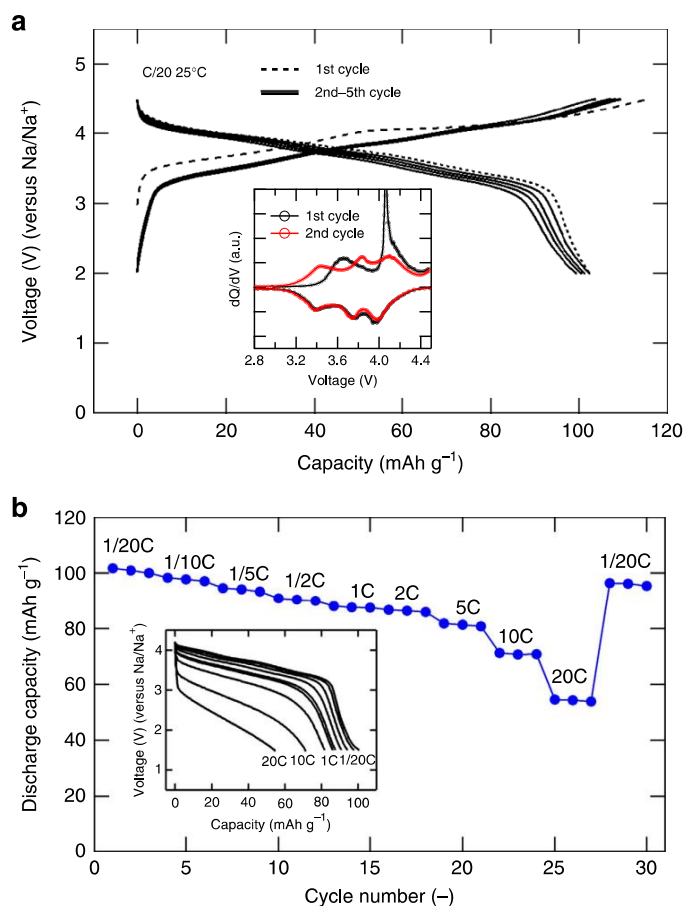 a
C/20 25°C
1st cycle
2nd–5th cycle
Voltage (V) (versus Na/Na+)
5
4
3
2
1
0
0 20 40 60 80 100 120
Capacity (mAh g−1)
1st cycle
2nd cycle
dQ/dV (a.u.)
2.8 3.2 3.6 4.0 4.4
Voltage (V)
b
Discharge capacity (mAh g−1)
120
100
80
60
40
20
0
1/20C
1/10C
1/5C
1/2C
1C
2C
5C
10C
20C
1/20C
Voltage (V) (versus Na/Na+)
4
3
2
1
20C 10C 1C 1/20C
0 20 40 60 80 100
Capacity (mAh g−1)
0 5 10 15 20 25 30
Cycle number (–)